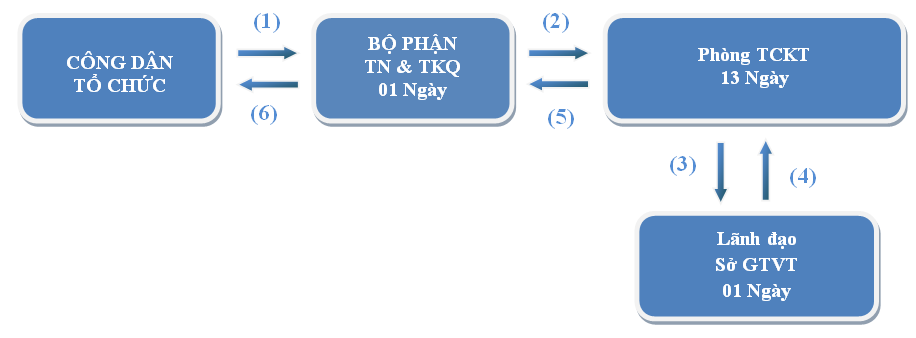 (1)
(2)
CÔNG DÂN
TỔ CHỨC
BỘ PHẬN
TN & TKQ
01 Ngày
Phòng TCKT
13 Ngày
(6)
(5)
(3)
(4)
Lãnh đạo
Sở GTVT
01 Ngày